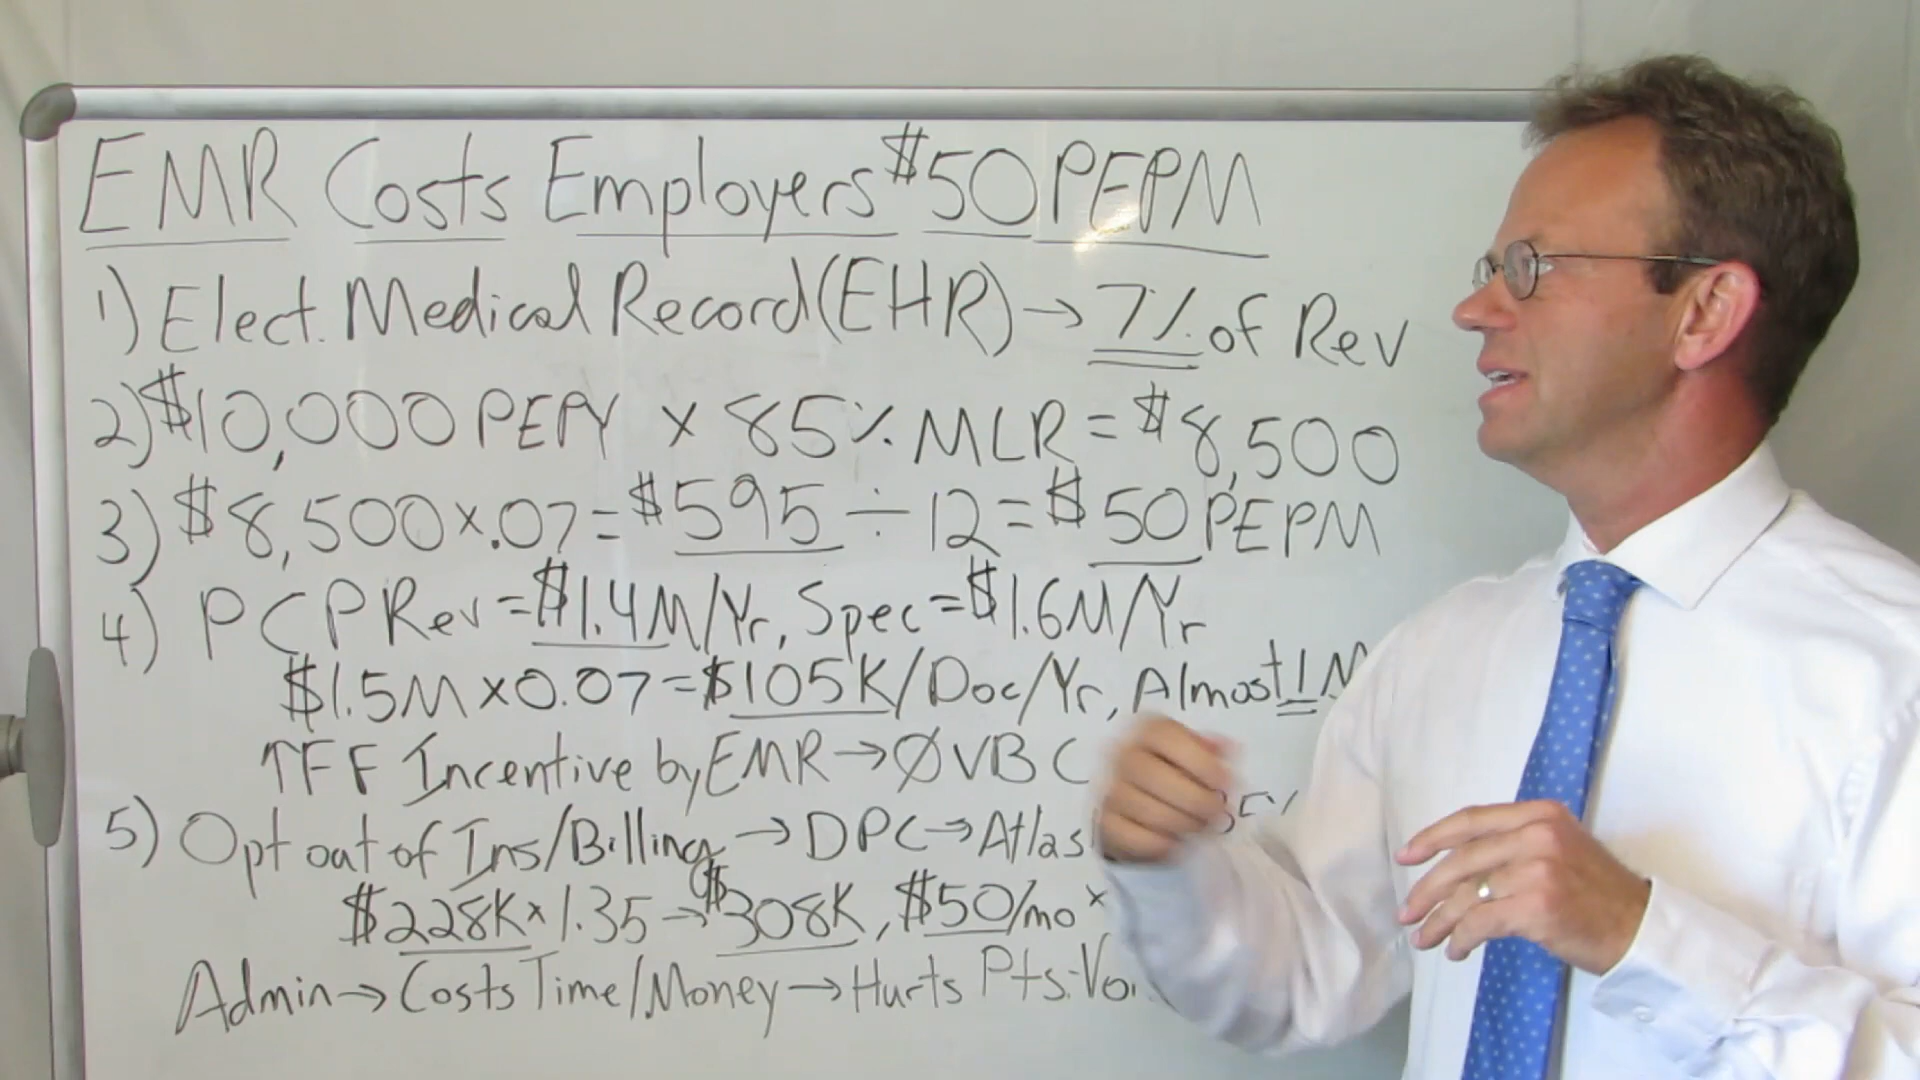 EMR Costs Employers $50 PEPM
1) Elect. Medical Record (EHR) → 7% of Rev
2) $10,000 PEPY x 85% MLR = $8,500
3) $8,500 x .07 = $595 ÷ 12 = $50 PEPM
4) PCP Rev = $1.4M/Yr, Spec = $1.6M/Yr
$1.5M x 0.07 = $105K/Doc/Yr, Almost 1 M
↑FF Incentive by EMR → Ø VBC
5) Opt out of Ins/Billing → DPC → Atlas 35%
$228K x 1.35 → $308K, $50/mo x
Admin → Costs Time/Money → Hurts Pts.